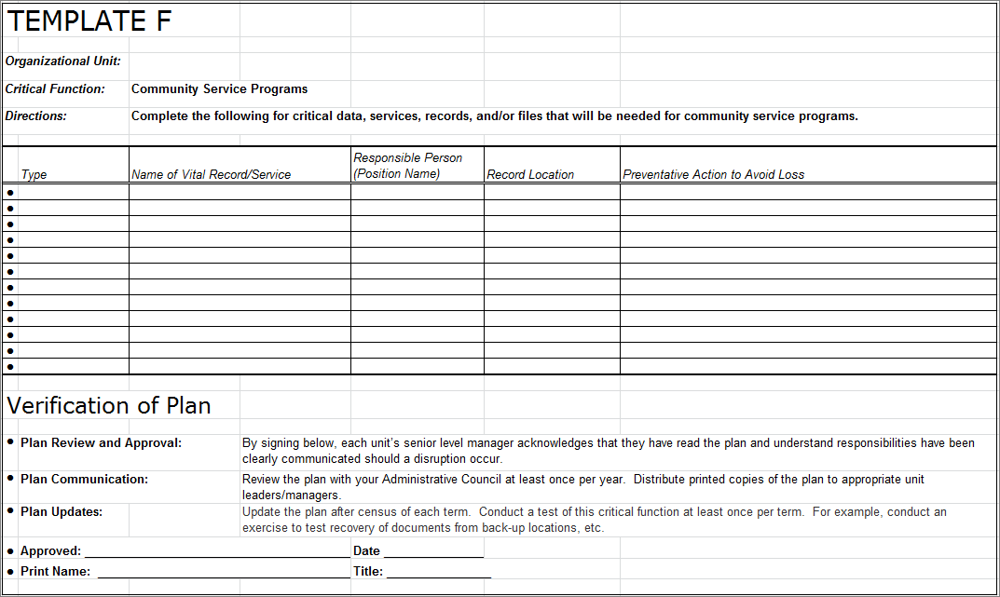 TEMPLATE F
Organizational Unit:
Critical Function: Community Service Programs
Directions: Complete the following for critical data, services, records, and/or files that will be needed for community service programs.
Type Name of Vital Record/Service Responsible Person (Position Name) Record Location Preventative Action to Avoid Loss
●
●
●
●
●
●
●
●
●
●
●
●
Verification of Plan
● Plan Review and Approval: By signing below, each unit’s senior level manager acknowledges that they have read the plan and understand responsibilities have been
clearly communicated should a disruption occur.
● Plan Communication: Review the plan with your Administrative Council at least once per year.  Distribute printed copies of the plan to appropriate unit
leaders/managers.
● Plan Updates: Update the plan after census of each term.  Conduct a test of this critical function at least once per term.  For example, conduct an
exercise to test recovery of documents from back-up locations, etc.
● Approved: ____________________ Date __________
● Print Name: ____________________ Title: __________